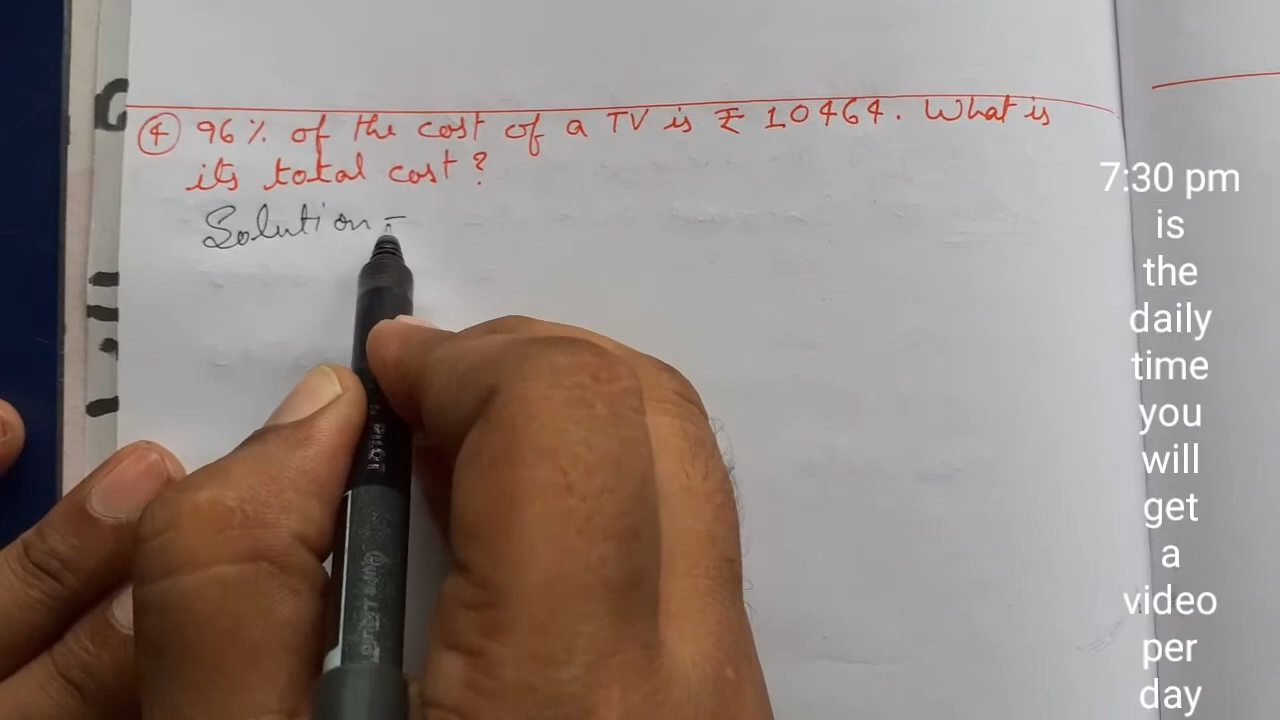 ④ 96% of the cost of a TV is ₹ 10464. What is
its total cost?
Solution -
PILOT
7:30 pm
is
the
daily
time
you
will
get
a
video
per
day